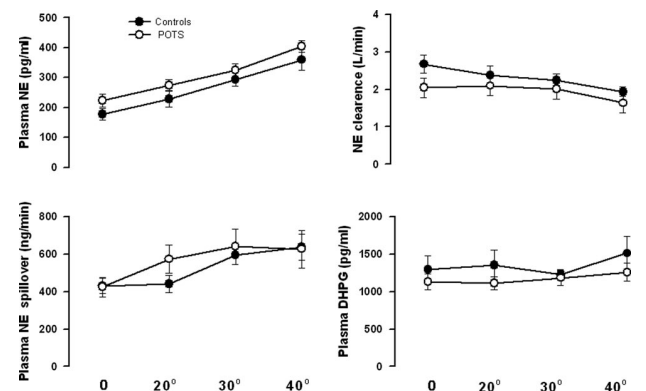 Controls
POTS
Plasma NE (pg/ml)
500
400
300
200
100
0
NE clearence (L/min)
4
3
2
1
0
Plasma NE spillover (ng/min)
800
600
400
200
0
0 20° 30° 40°
Plasma DHPG (pg/ml)
2000
1500
1000
500
0
0 20° 30° 40°